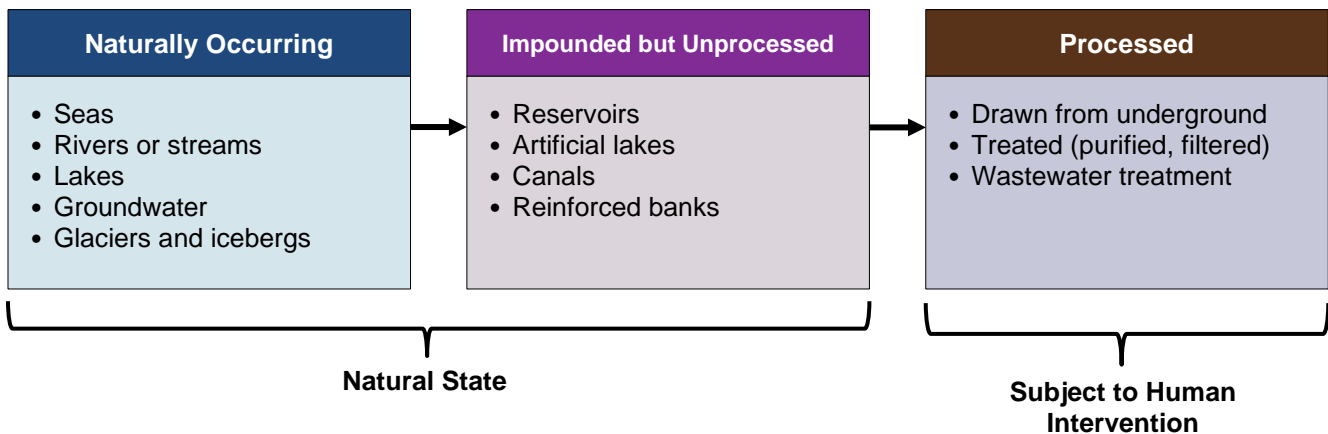 Naturally Occurring
• Seas
• Rivers or streams
• Lakes
• Groundwater
• Glaciers and icebergs
Impounded but Unprocessed
• Reservoirs
• Artificial lakes
• Canals
• Reinforced banks
Processed
• Drawn from underground
• Treated (purified, filtered)
• Wastewater treatment
Natural State
Subject to Human
Intervention